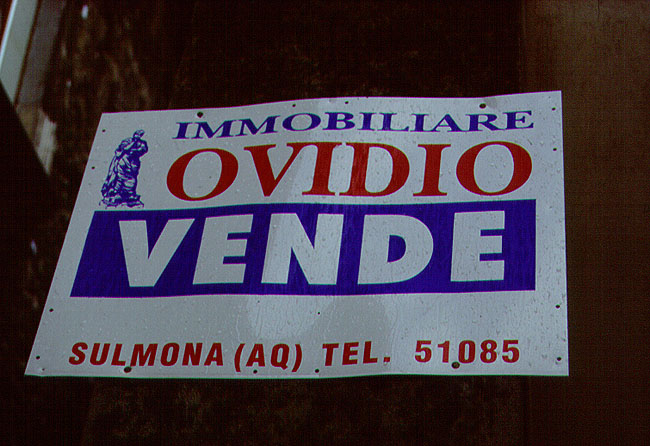 IMMOBILIARE
OVIDIO
VENDE
SULMONA (AQ) TEL. 51085